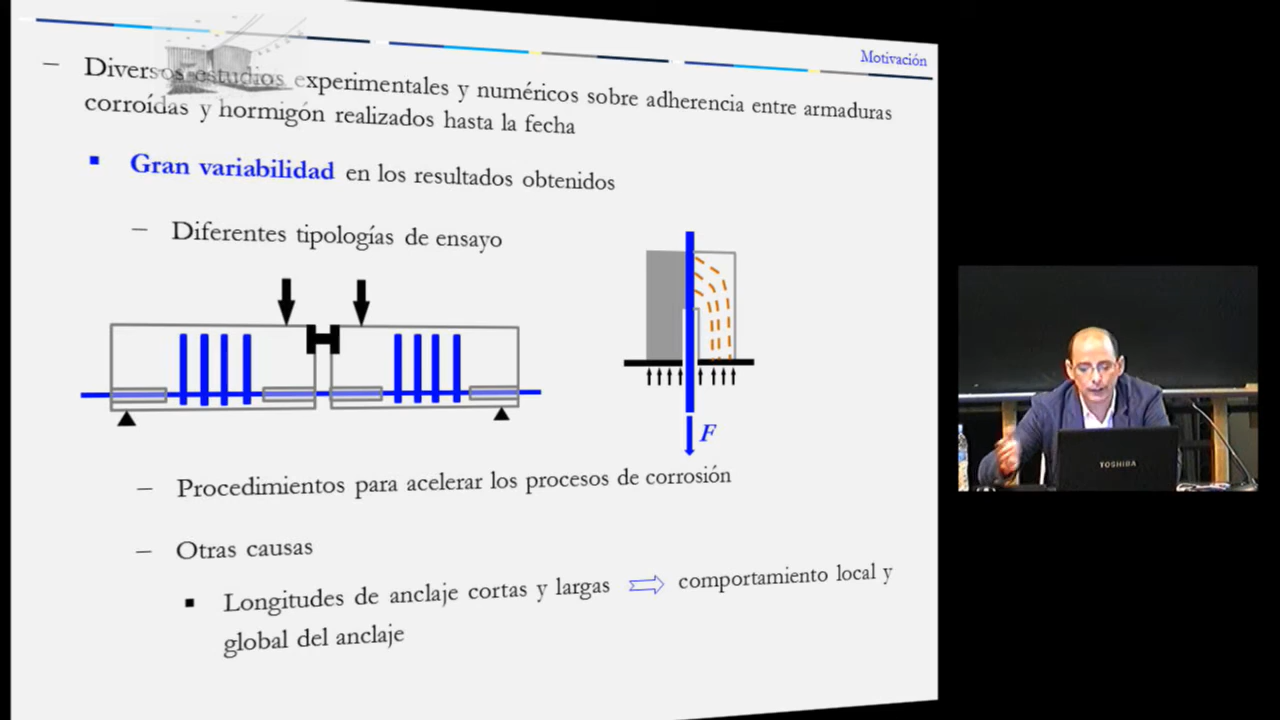 Motivación
– Diversos estudios experimentales y numéricos sobre adherencia entre armaduras
corroídas y hormigón realizados hasta la fecha
▪ Gran variabilidad en los resultados obtenidos
– Diferentes tipologías de ensayo
F
– Procedimientos para acelerar los procesos de corrosión
– Otras causas
▪ Longitudes de anclaje cortas y largas ⇨ comportamiento local y
global del anclaje
TOSHIBA